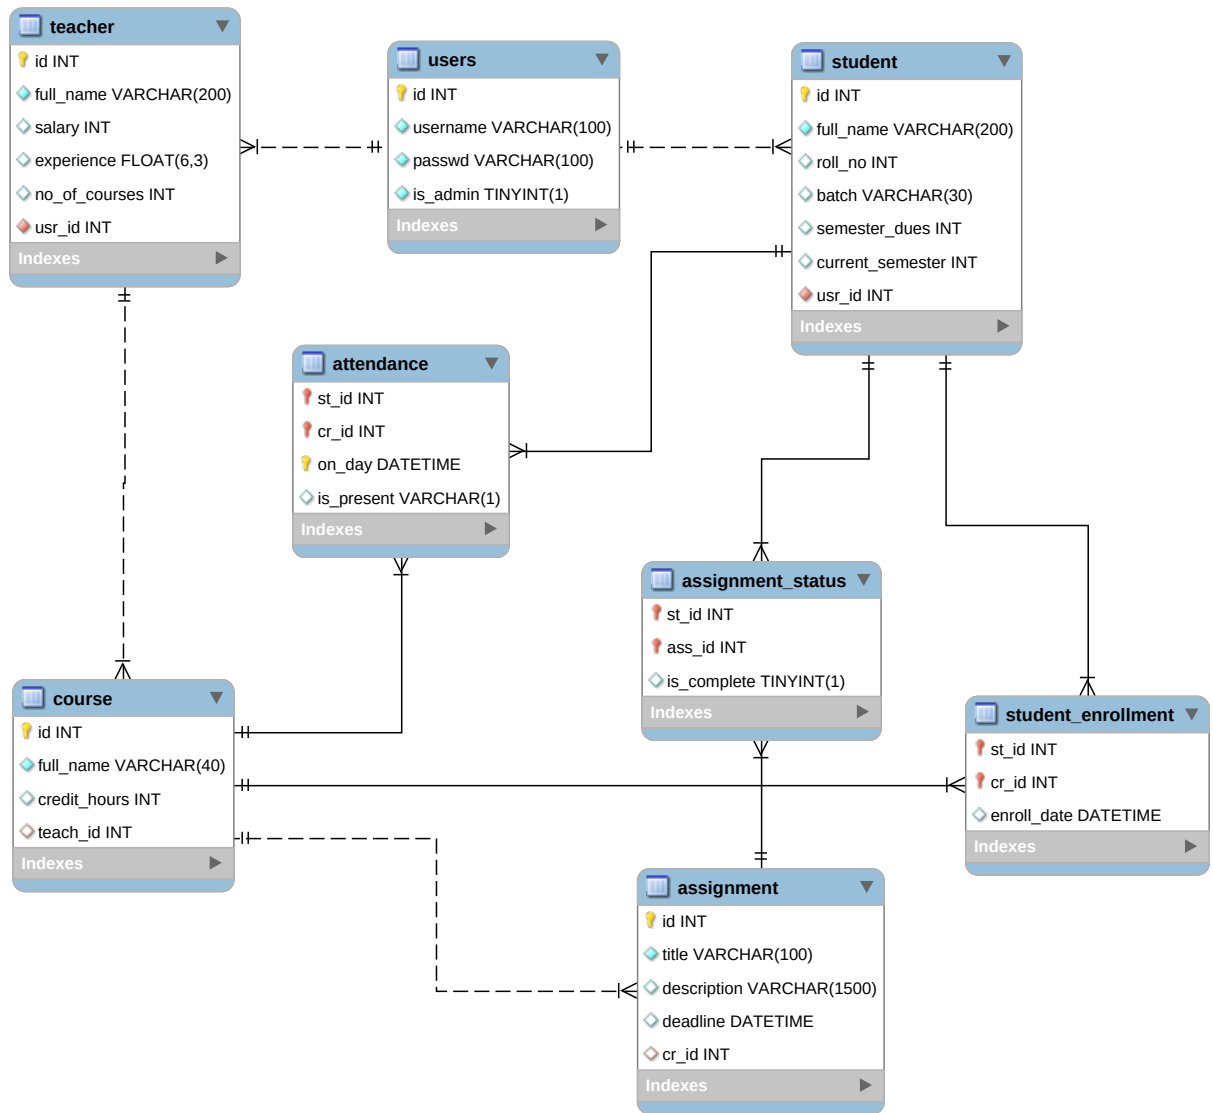 teacher
id INT
full_name VARCHAR(200)
salary INT
experience FLOAT(6,3)
no_of_courses INT
usr_id INT
Indexes
users
id INT
username VARCHAR(100)
passwd VARCHAR(100)
is_admin TINYINT(1)
Indexes
student
id INT
full_name VARCHAR(200)
roll_no INT
batch VARCHAR(30)
semester_dues INT
current_semester INT
usr_id INT
Indexes
attendance
st_id INT
cr_id INT
on_day DATETIME
is_present VARCHAR(1)
Indexes
assignment_status
st_id INT
ass_id INT
is_complete TINYINT(1)
Indexes
course
id INT
full_name VARCHAR(40)
credit_hours INT
teach_id INT
Indexes
student_enrollment
st_id INT
cr_id INT
enroll_date DATETIME
Indexes
assignment
id INT
title VARCHAR(100)
description VARCHAR(1500)
deadline DATETIME
cr_id INT
Indexes